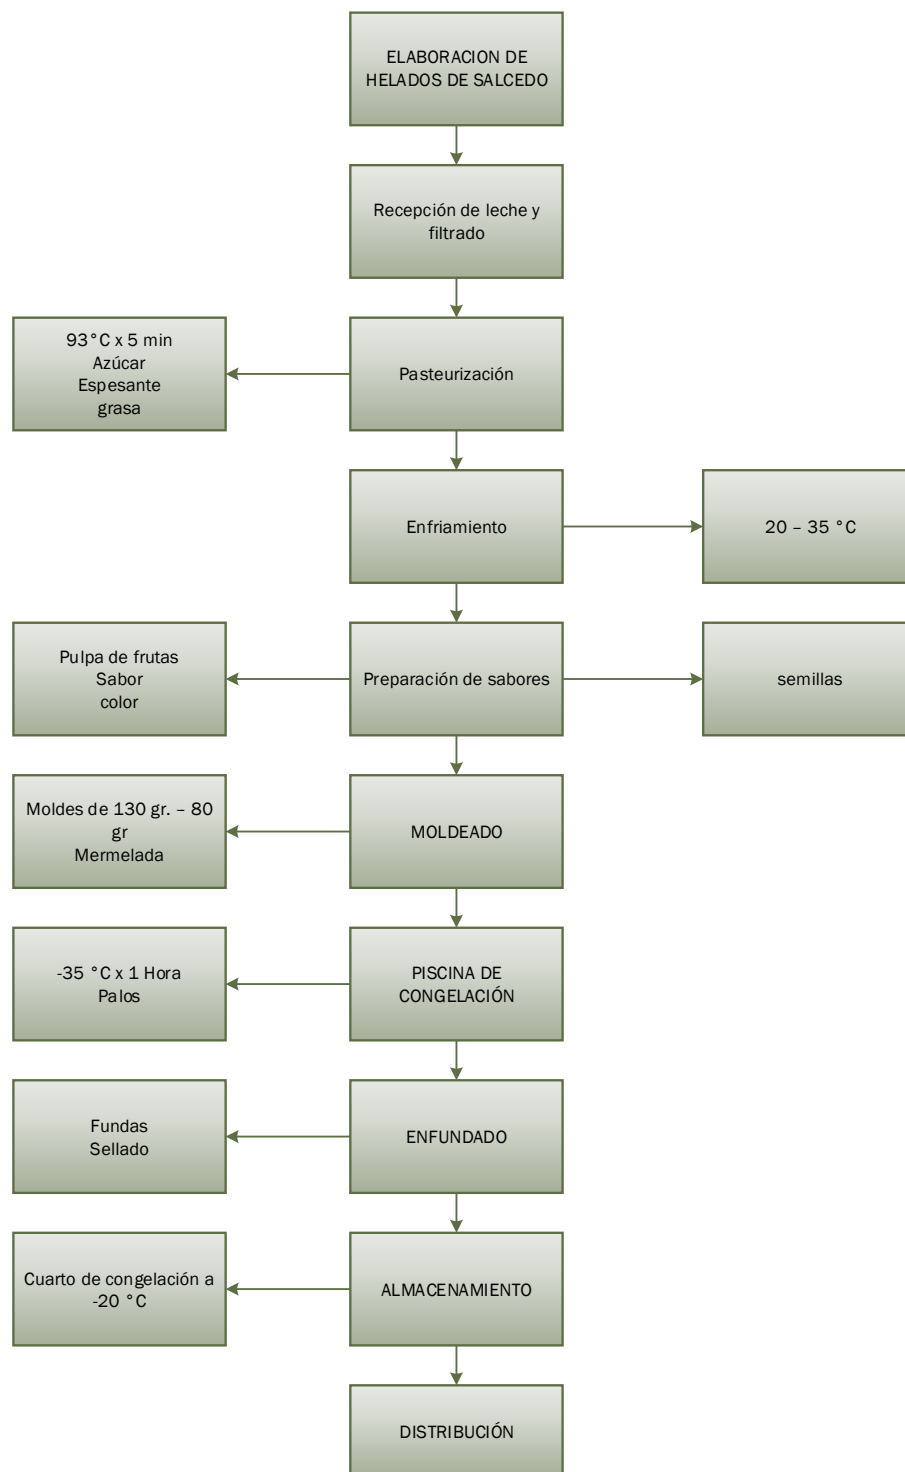 ELABORACION DE
HELADOS DE SALCEDO
Recepción de leche y
filtrado
93°C x 5 min
Azúcar
Espesante
grasa
Pasteurización
Enfriamiento
20 – 35 °C
Pulpa de frutas
Sabor
color
Preparación de sabores
semillas
Moldes de 130 gr. – 80
gr
Mermelada
MOLDEADO
-35 °C x 1 Hora
Palos
PISCINA DE
CONGELACIÓN
Fundas
Sellado
ENFUNDADO
Cuarto de congelación a
-20 °C
ALMACENAMIENTO
DISTRIBUCIÓN